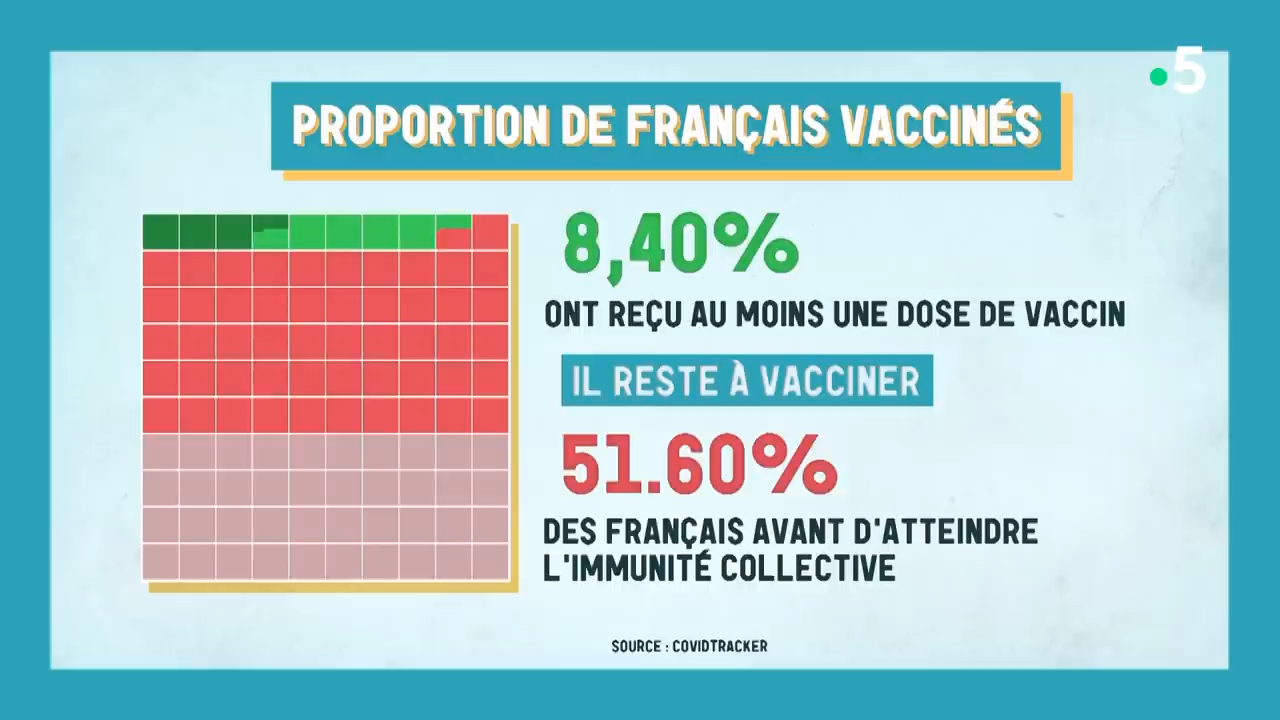 5
PROPORTION DE FRANÇAIS VACCINÉS
8,40%
ONT REÇU AU MOINS UNE DOSE DE VACCIN
IL RESTE À VACCINER
51.60%
DES FRANÇAIS AVANT D'ATTEINDRE
L'IMMUNITÉ COLLECTIVE
SOURCE : COVIDTRACKER